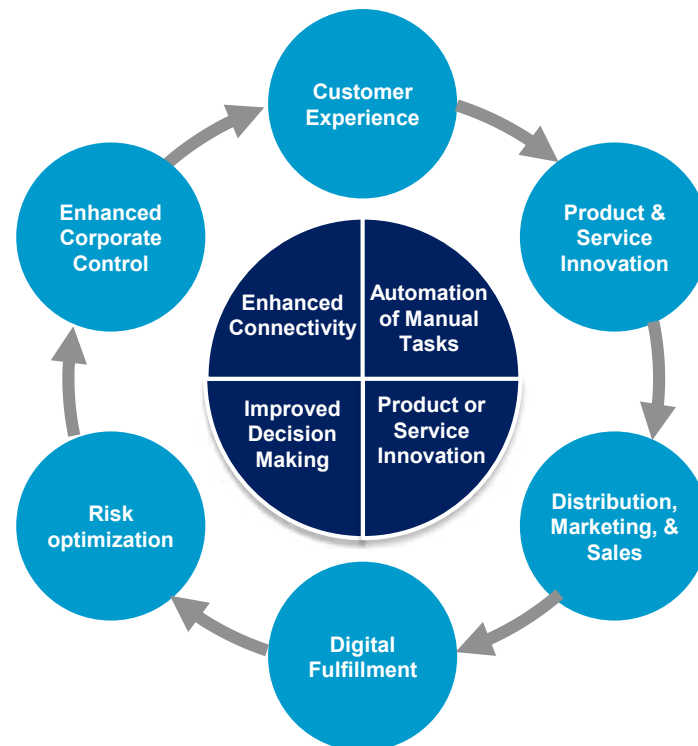 Customer
Experience
Product &
Service
Innovation
Distribution,
Marketing, &
Sales
Digital
Fulfillment
Risk
optimization
Enhanced
Corporate
Control
Enhanced
Connectivity
Automation
of Manual
Tasks
Improved
Decision
Making
Product or
Service
Innovation